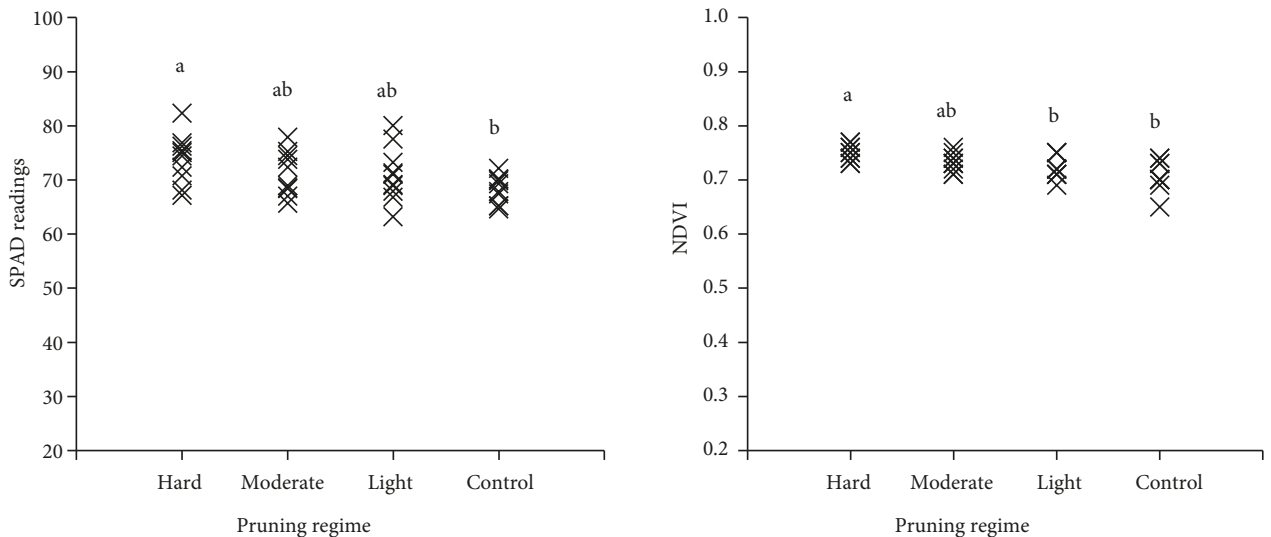 100
90
80
70
60
50
40
30
20
SPAD readings
a
ab
ab
b
Hard Moderate Light Control
Pruning regime
1.0
0.9
0.8
0.7
0.6
0.5
0.4
0.3
0.2
NDVI
a
ab
b
b
Hard Moderate Light Control
Pruning regime